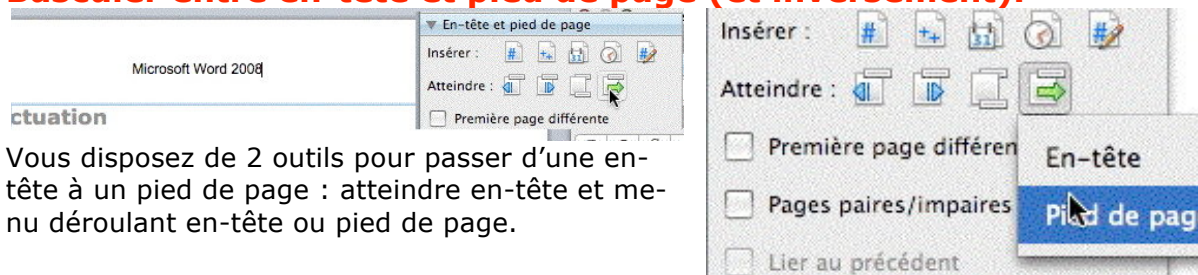 Basculer entre en-tête et pied de page (et inversement).
Microsoft Word 2008
ctuation
En-tête et pied de page
Insérer :
Atteindre :
Première page différente
Vous disposez de 2 outils pour passer d'une en-
tête à un pied de page : atteindre en-tête et me-
nu déroulant en-tête ou pied de page.
Insérer :
Atteindre :
Première page différen
Pages paires/impaires
Lier au précédent
En-tête
Pied de pag